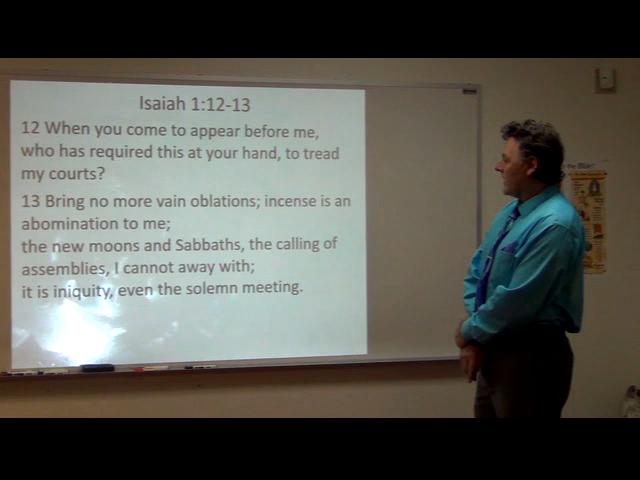 Isaiah 1:12-13
12 When you come to appear before me,
who has required this at your hand, to tread
my courts?
13 Bring no more vain oblations; incense is an
abomination to me;
the new moons and Sabbaths, the calling of
assemblies, I cannot away with;
it is iniquity, even the solemn meeting.